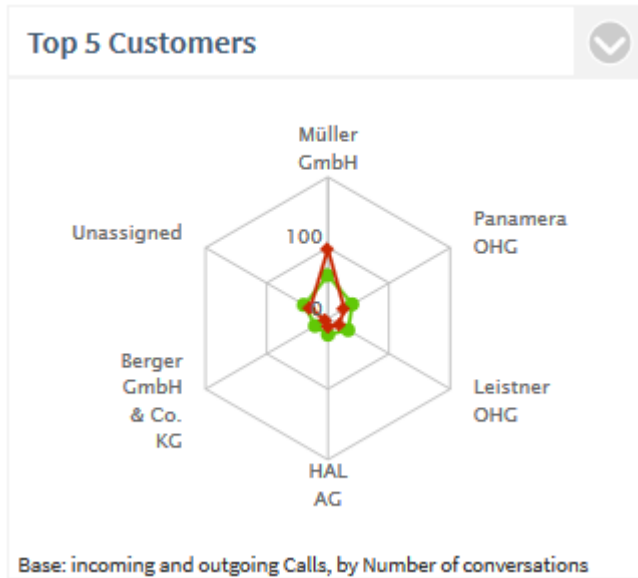 Top 5 Customers
Müller
GmbH
Panamera
OHG
Unassigned
100
0
Berger
GmbH
& Co.
KG
Leistner
OHG
HAL
AG
Base: incoming and outgoing Calls, by Number of conversations